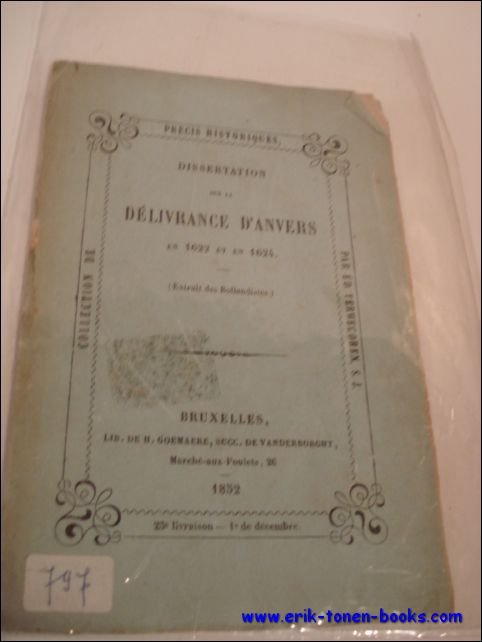 PRÉCIS HISTORIQUES,
DISSERTATION
SUR LA
DÉLIVRANCE D'ANVERS
EN 1622 ET EN 1624.
(Extrait des Bollandistes)
COLLECTION DE
PAR ED. TERWECOREN, S. J.
BRUXELLES,
LIB. DE H. GOEMAERE, SUCC. DE VANDERBORGHT,
Marché-aux-Poulets, 26
1852
23e livraison — 1r de décembre.
797
www.erik-tonen-books.com